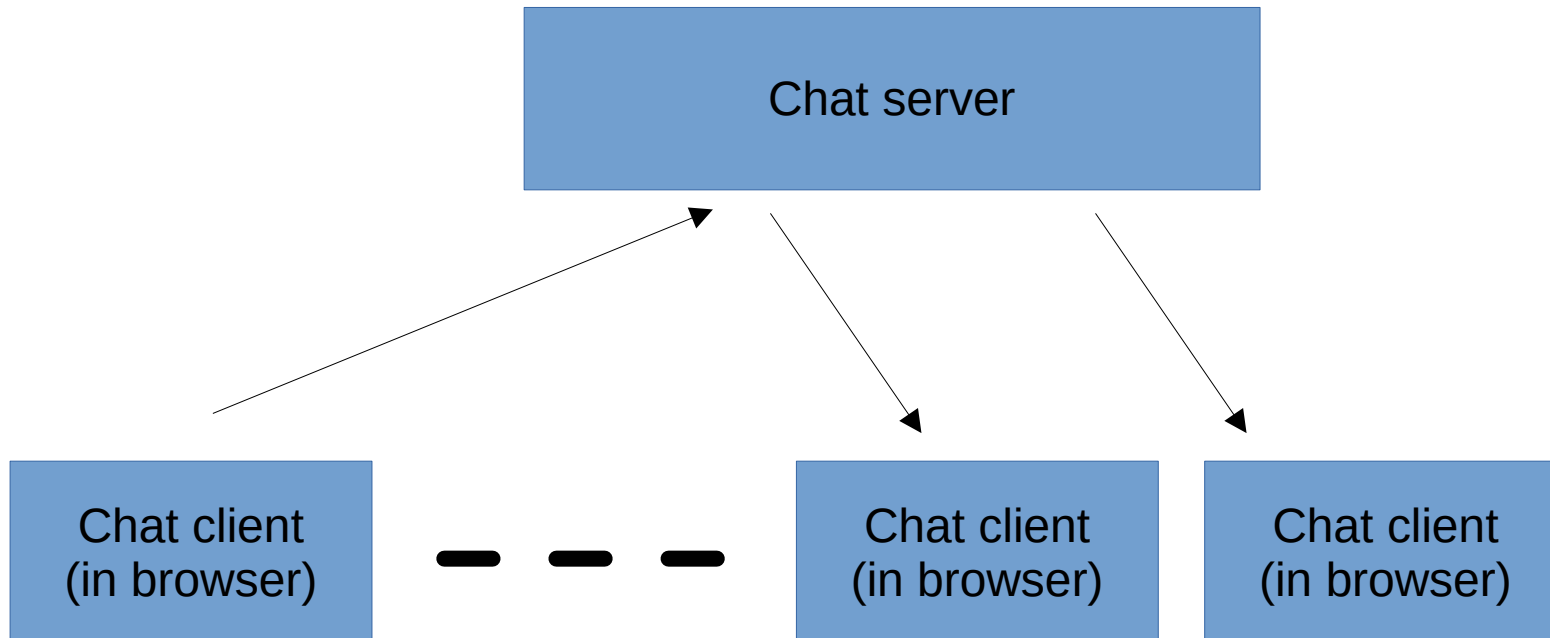 Chat server
Chat client
(in browser)
Chat client
(in browser)
Chat client
(in browser)